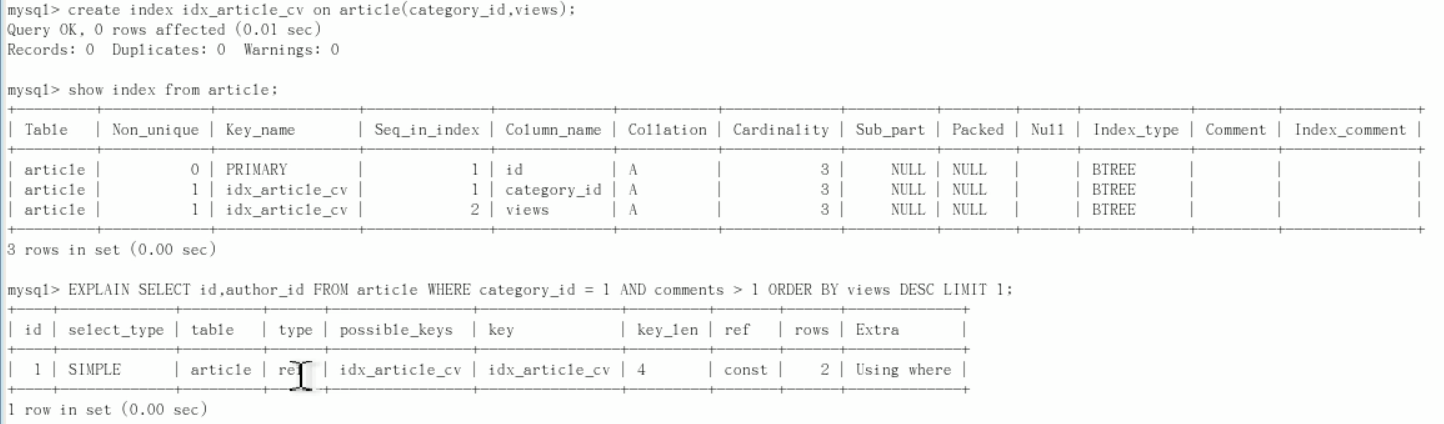 mysql> create index idx_article_cv on article(category_id,views);
Query OK, 0 rows affected (0.01 sec)
Records: 0  Duplicates: 0  Warnings: 0
mysql> show index from article;
| Table | Non_unique | Key_name | Seq_in_index | Column_name | Collation | Cardinality | Sub_part | Packed | Null | Index_type | Comment | Index_comment |
| article | 0 | PRIMARY | 1 | id | A | 3 | NULL | NULL | | BTREE | | |
| article | 1 | idx_article_cv | 1 | category_id | A | 3 | NULL | NULL | | BTREE | | |
| article | 1 | idx_article_cv | 2 | views | A | 3 | NULL | NULL | | BTREE | | |
3 rows in set (0.00 sec)
mysql> EXPLAIN SELECT id,author_id FROM article WHERE category_id = 1 AND comments > 1 ORDER BY views DESC LIMIT 1;
| id | select_type | table | type | possible_keys | key | key_len | ref | rows | Extra |
| 1 | SIMPLE | article | ref | idx_article_cv | idx_article_cv | 4 | const | 2 | Using where |
1 row in set (0.00 sec)